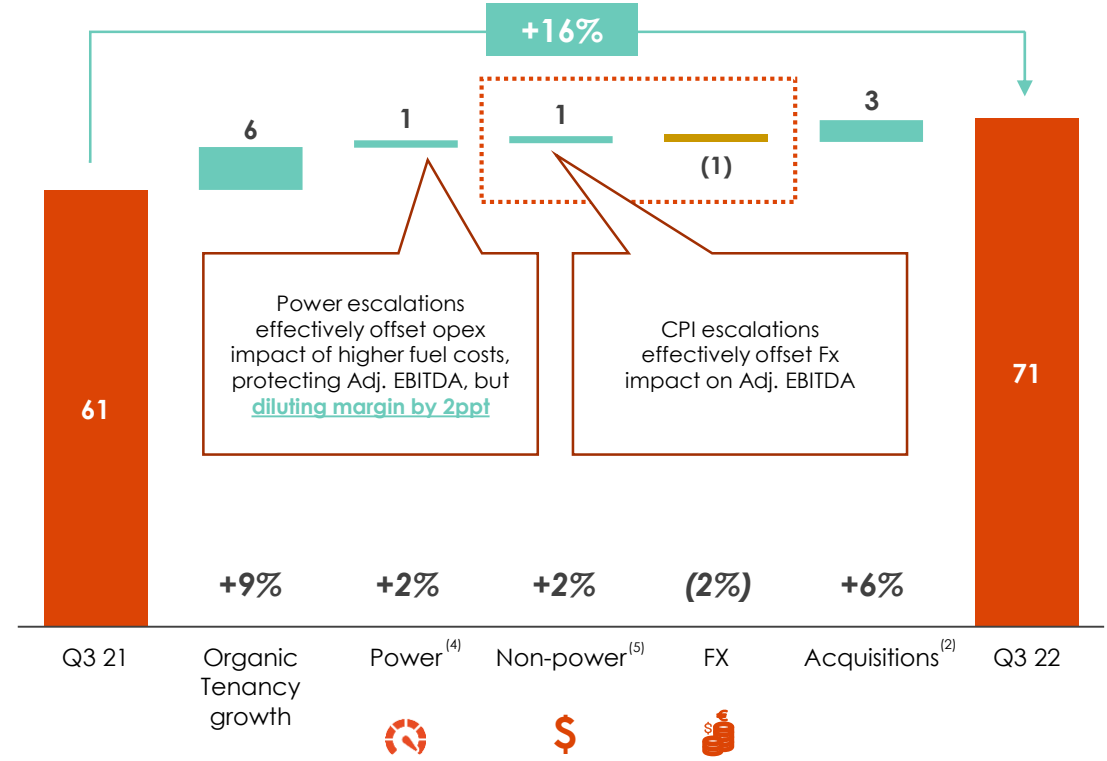 +16%
6
1
1
(1)
3
Power escalations
effectively offset opex
impact of higher fuel costs,
protecting Adj. EBITDA, but
diluting margin by 2ppt
CPI escalations
effectively offset Fx
impact on Adj. EBITDA
61
71
+9%
+2%
+2%
(2%)
+6%
Q3 21
Organic
Tenancy
growth
Power(4)
Non-power(5)
FX
Acquisitions(2)
Q3 22
$
$
€